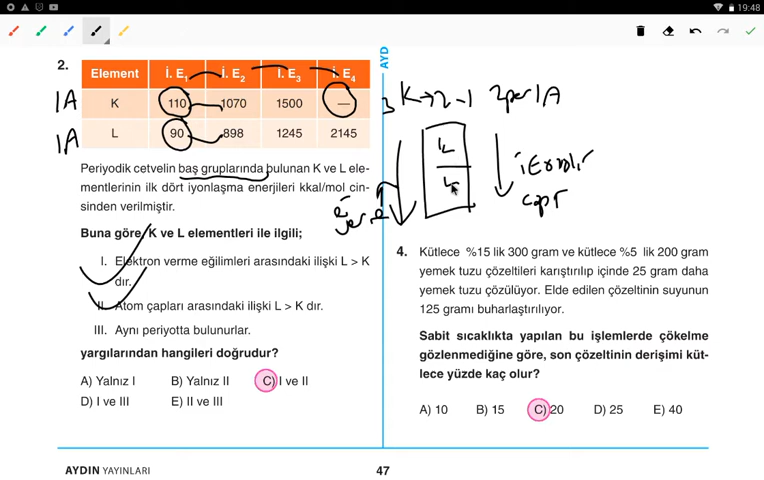 19:48
AYD
2.
Element İ. E1 İ. E2 İ. E3 İ. E4
1A K 110 1070 1500 —
1A L 90 898 1245 2145
Periyodik cetvelin baş gruplarında bulunan K ve L ele-
mentlerinin ilk dört iyonlaşma enerjileri kkal/mol cin-
sinden verilmiştir.
Buna göre, K ve L elementleri ile ilgili;
I. Elektron verme eğilimleri arasındaki ilişki L > K
dır.
II. Atom çapları arasındaki ilişki L > K dır.
III. Aynı periyotta bulunurlar.
yargılarından hangileri doğrudur?
A) Yalnız I B) Yalnız II C) I ve II
D) I ve III E) II ve III
3K→2-1 2per 1A
K
L
4. Kütlece %15 lik 300 gram ve kütlece %5 lik 200 gram
yemek tuzu çözeltileri karıştırılıp içinde 25 gram daha
yemek tuzu çözülüyor. Elde edilen çözeltinin suyunun
125 gramı buharlaştırılıyor.
Sabit sıcaklıkta yapılan bu işlemlerde çökelme
gözlenmediğine göre, son çözeltinin derişimi küt-
lece yüzde kaç olur?
A) 10 B) 15 C) 20 D) 25 E) 40
AYDIN YAYINLARI
47